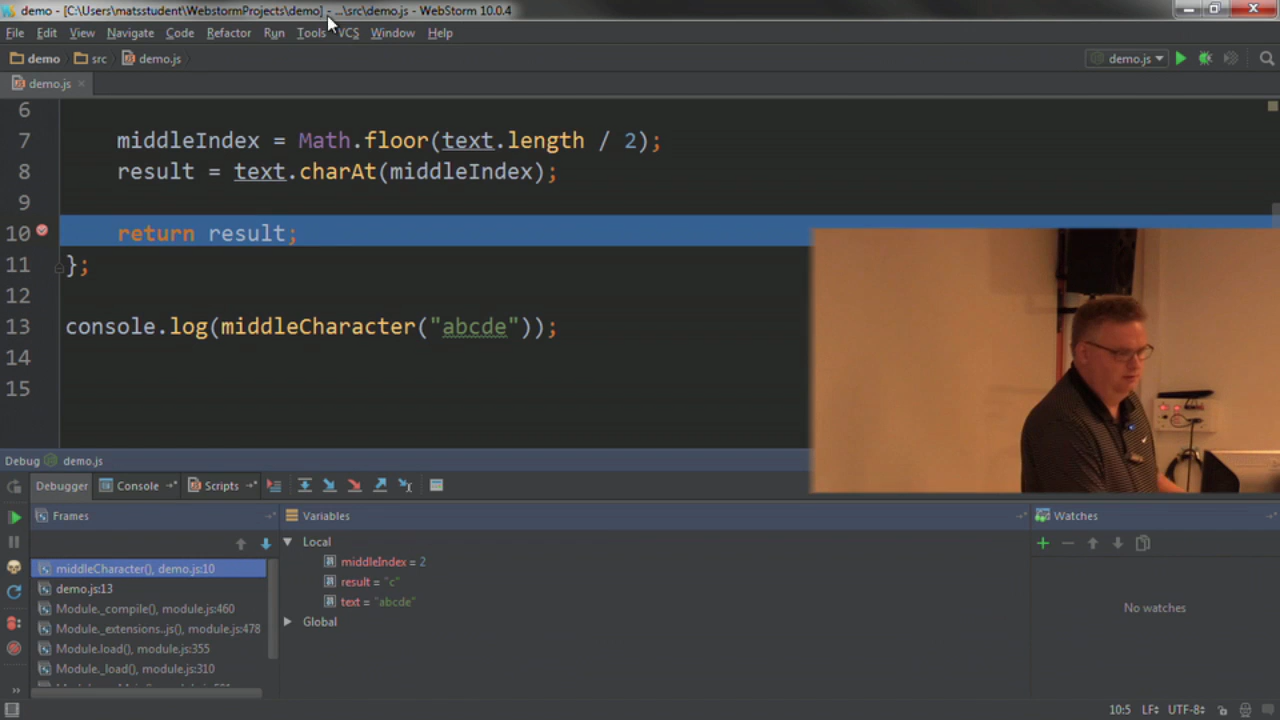 demo - [C:\Users\matsstudent\WebstormProjects\demo] - ...\src\demo.js - WebStorm 10.0.4
File Edit View Navigate Code Refactor Run Tools VCS Window Help
demo src demo.js demo.js
demo.js
6
7 middleIndex = Math.floor(text.length / 2);
8 result = text.charAt(middleIndex);
9
10 return result;
11 };
12
13 console.log(middleCharacter("abcde"));
14
15
Debug demo.js
Debugger Console Scripts
Frames Variables Watches
Local
middleCharacter(), demo.js:10 middleIndex = 2
demo.js:13 result = "c"
Module._compile(), module.js:460 text = "abcde" No watches
Module._extensions..js(), module.js:478 Global
Module.load(), module.js:355
Module._load(), module.js:310
10:5 LF÷ UTF-8÷